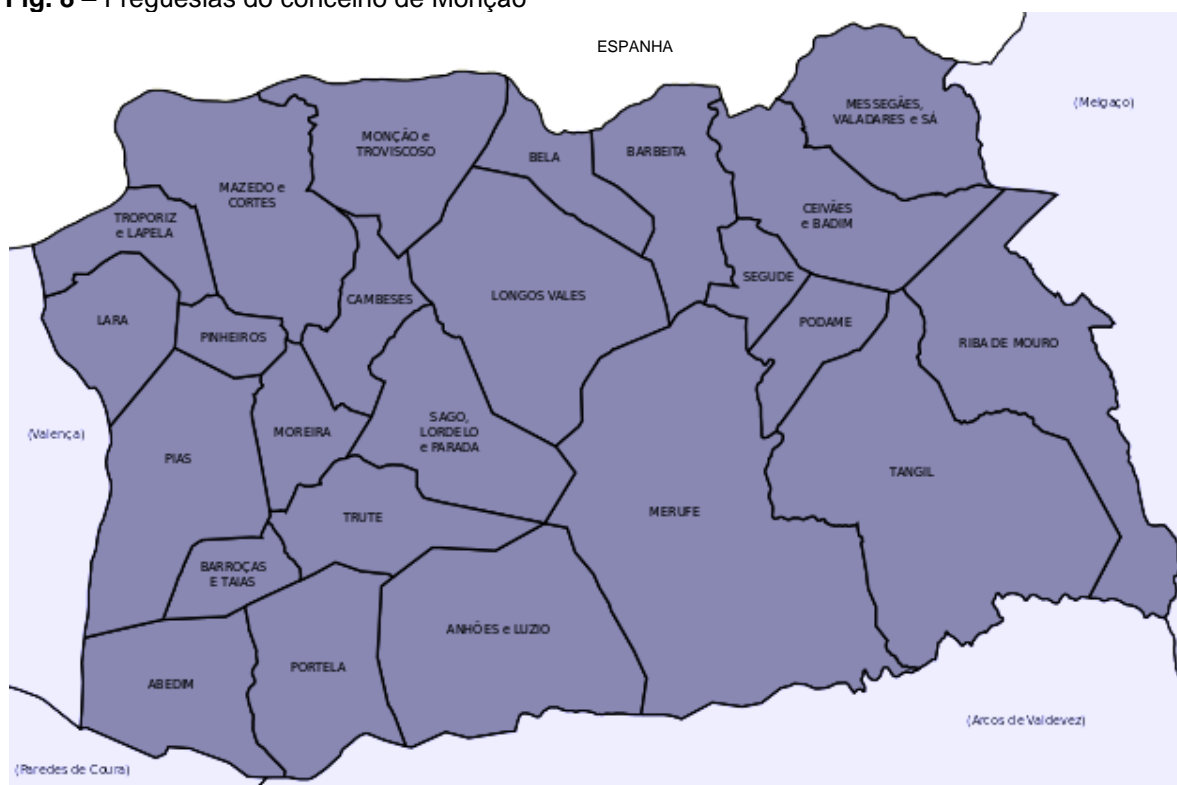 Fig. 8 – Freguesias do concelho de Monção
ESPANHA
MESSEGÃES,
VALADARES e SÁ
(Melgaço)
MONÇÃO e
TROVISCOSO
BELA
BARBEITA
MAZEDO e
CORTES
TROPORIZ
e LAPELA
CEIVÃES
e BADIM
SEGUDE
CAMBESES
LONGOS VALES
LARA
PINHEIROS
PODAME
RIBA DE MOURO
(Valença)
MOREIRA
SAGO,
LORDELO
e PARADA
PIAS
TANGIL
MERUFE
TRUTE
BARROÇAS
E TAIAS
ANHÕES e LUZIO
PORTELA
ABEDIM
(Arcos de Valdevez)
(Paredes de Coura)